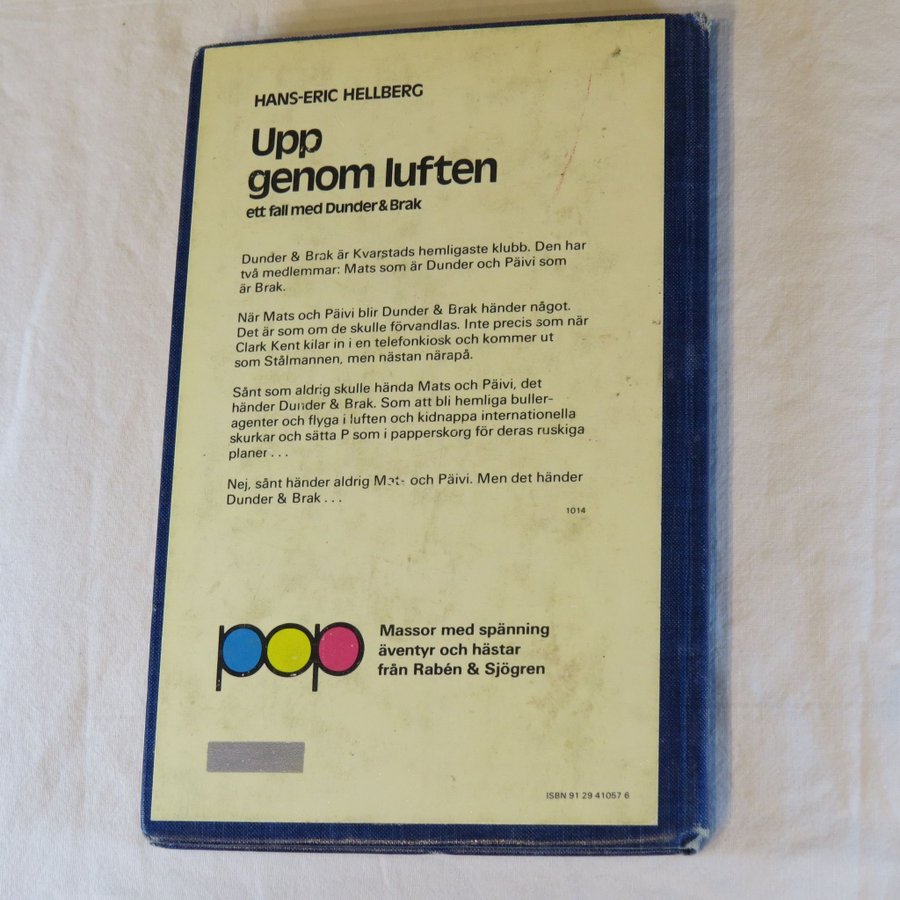 HANS-ERIC HELLBERG
Upp
genom luften
ett fall med Dunder & Brak
Dunder & Brak är Kvarstads hemligaste klubb. Den har
två medlemmar: Mats som är Dunder och Päivi som
är Brak.
När Mats och Päivi blir Dunder & Brak händer något.
Det är som om de skulle förvandlas. Inte precis som när
Clark Kent kilar in i en telefonkiosk och kommer ut
som Stålmannen, men nästan närapå.
Sånt som aldrig skulle hända Mats och Päivi, det
händer Dunder & Brak. Som att bli hemliga buller-
agenter och flyga i luften och kidnappa internationella
skurkar och sätta P som i papperskorg för deras ruskiga
planer . . .
Nej, sånt händer aldrig Mats och Päivi. Men det händer
Dunder & Brak . . .
1014
pop
Massor med spänning
äventyr och hästar
från Rabén & Sjögren
ISBN 91 29 41057 6